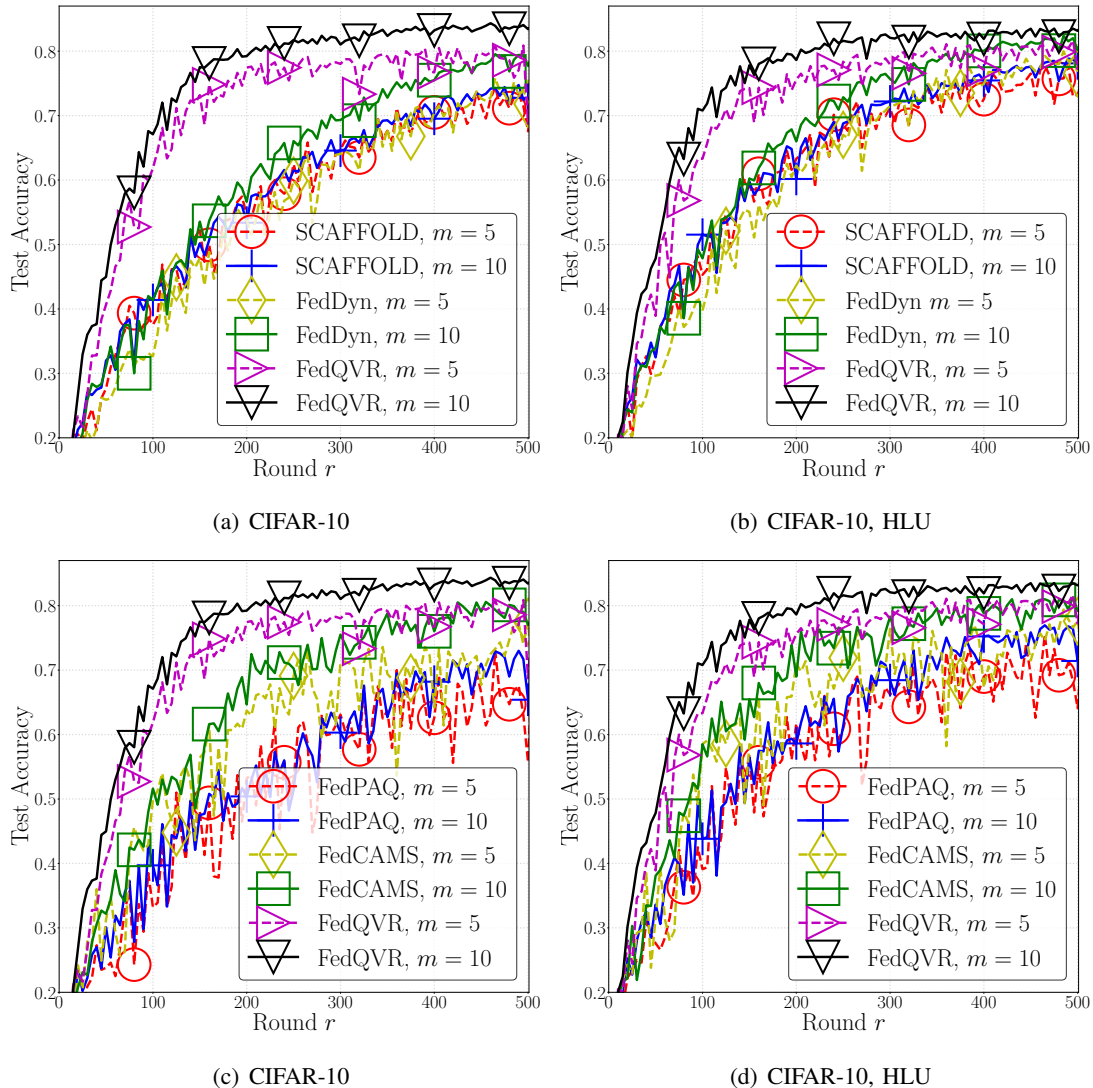 0.8
0.7
0.6
0.5
0.4
0.3
0.2
Test Accuracy
SCAFFOLD, m = 5
SCAFFOLD, m = 10
FedDyn m = 5
FedDyn, m = 10
FedQVR, m = 5
FedQVR, m = 10
0 100 200 300 400 500
Round r
(a) CIFAR-10
0.8
0.7
0.6
0.5
0.4
0.3
0.2
Test Accuracy
SCAFFOLD, m = 5
SCAFFOLD, m = 10
FedDyn m = 5
FedDyn, m = 10
FedQVR, m = 5
FedQVR, m = 10
0 100 200 300 400 500
Round r
(b) CIFAR-10, HLU
0.8
0.7
0.6
0.5
0.4
0.3
0.2
Test Accuracy
FedPAQ, m = 5
FedPAQ, m = 10
FedCAMS, m = 5
FedCAMS, m = 10
FedQVR, m = 5
FedQVR, m = 10
0 100 200 300 400 500
Round r
(c) CIFAR-10
0.8
0.7
0.6
0.5
0.4
0.3
0.2
Test Accuracy
FedPAQ, m = 5
FedPAQ, m = 10
FedCAMS, m = 5
FedCAMS, m = 10
FedQVR, m = 5
FedQVR, m = 10
0 100 200 300 400 500
Round r
(d) CIFAR-10, HLU